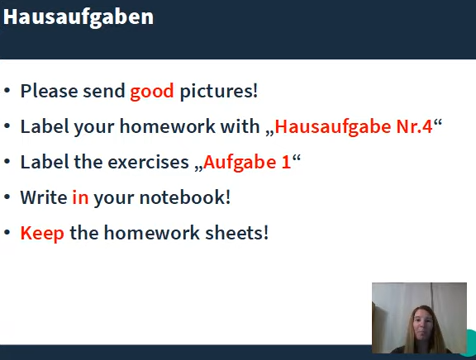 Hausaufgaben
• Please send good pictures!
• Label your homework with „Hausaufgabe Nr.4“
• Label the exercises „Aufgabe 1“
• Write in your notebook!
• Keep the homework sheets!